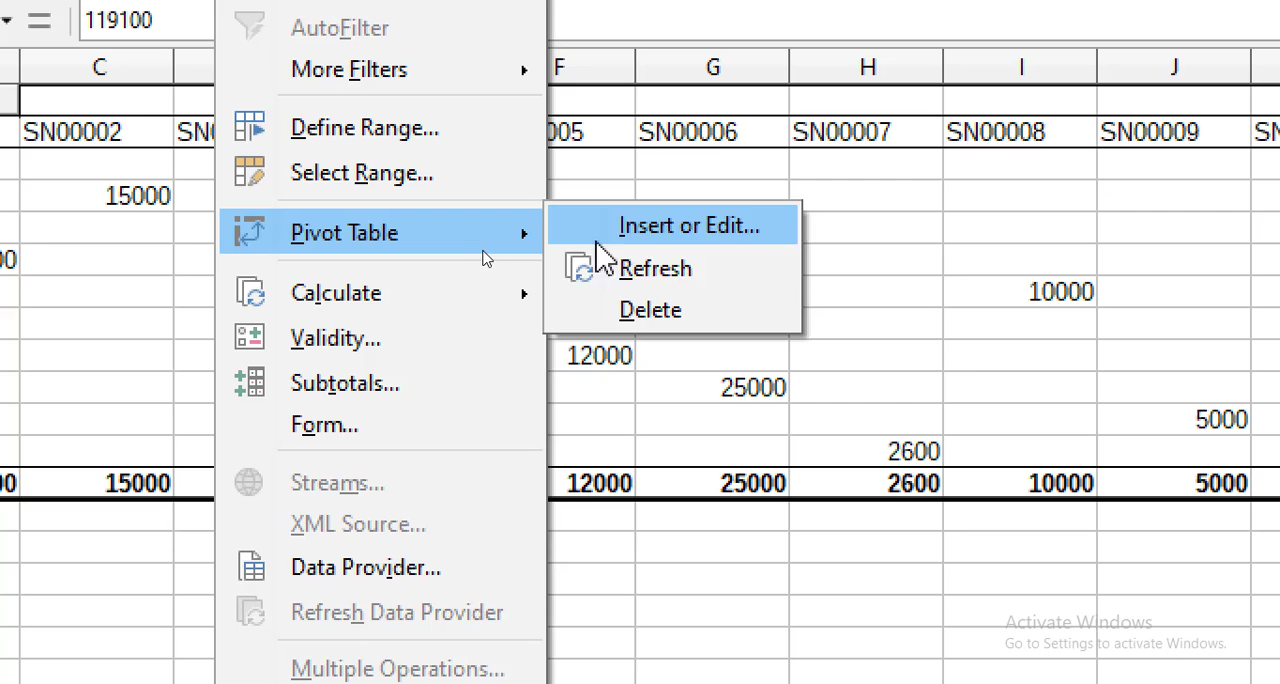 119100
AutoFilter
More Filters
C F G H I J
SN00002 SN0 005 SN00006 SN00007 SN00008 SN00009 SN
Define Range...
Select Range...
15000
Pivot Table
Insert or Edit...
Refresh
Delete
Calculate
10000
Validity...
12000
Subtotals...
25000
Form...
5000
2600
Streams...
15000 12000 25000 2600 10000 5000
XML Source...
Data Provider...
Refresh Data Provider
Multiple Operations...
Activate Windows
Go to Settings to activate Windows.